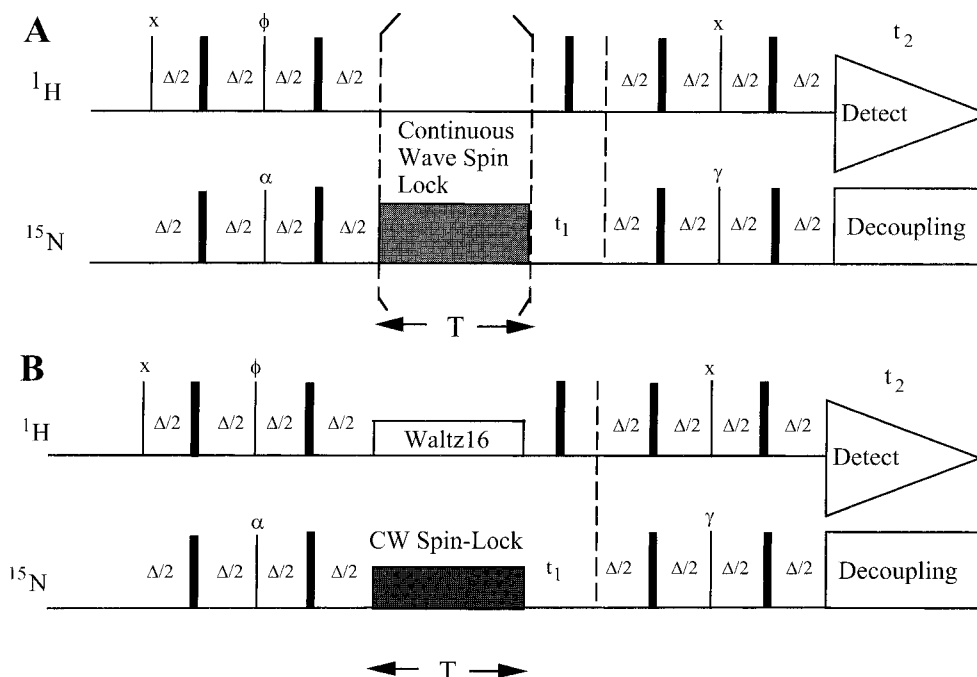 A
x
ϕ
x
t₂
¹H
Δ/2 Δ/2 Δ/2 Δ/2 Δ/2 Δ/2 Δ/2 Δ/2
Detect
Continuous
Wave Spin
Lock
α
γ
¹⁵N
Δ/2 Δ/2 Δ/2 Δ/2 t₁ Δ/2 Δ/2 Δ/2 Δ/2
Decoupling
T
B
x
ϕ
x
t₂
¹H
Δ/2 Δ/2 Δ/2 Δ/2 Waltz16 Δ/2 Δ/2 Δ/2 Δ/2
Detect
α
CW Spin-Lock
γ
¹⁵N
Δ/2 Δ/2 Δ/2 Δ/2 t₁ Δ/2 Δ/2 Δ/2 Δ/2
Decoupling
T